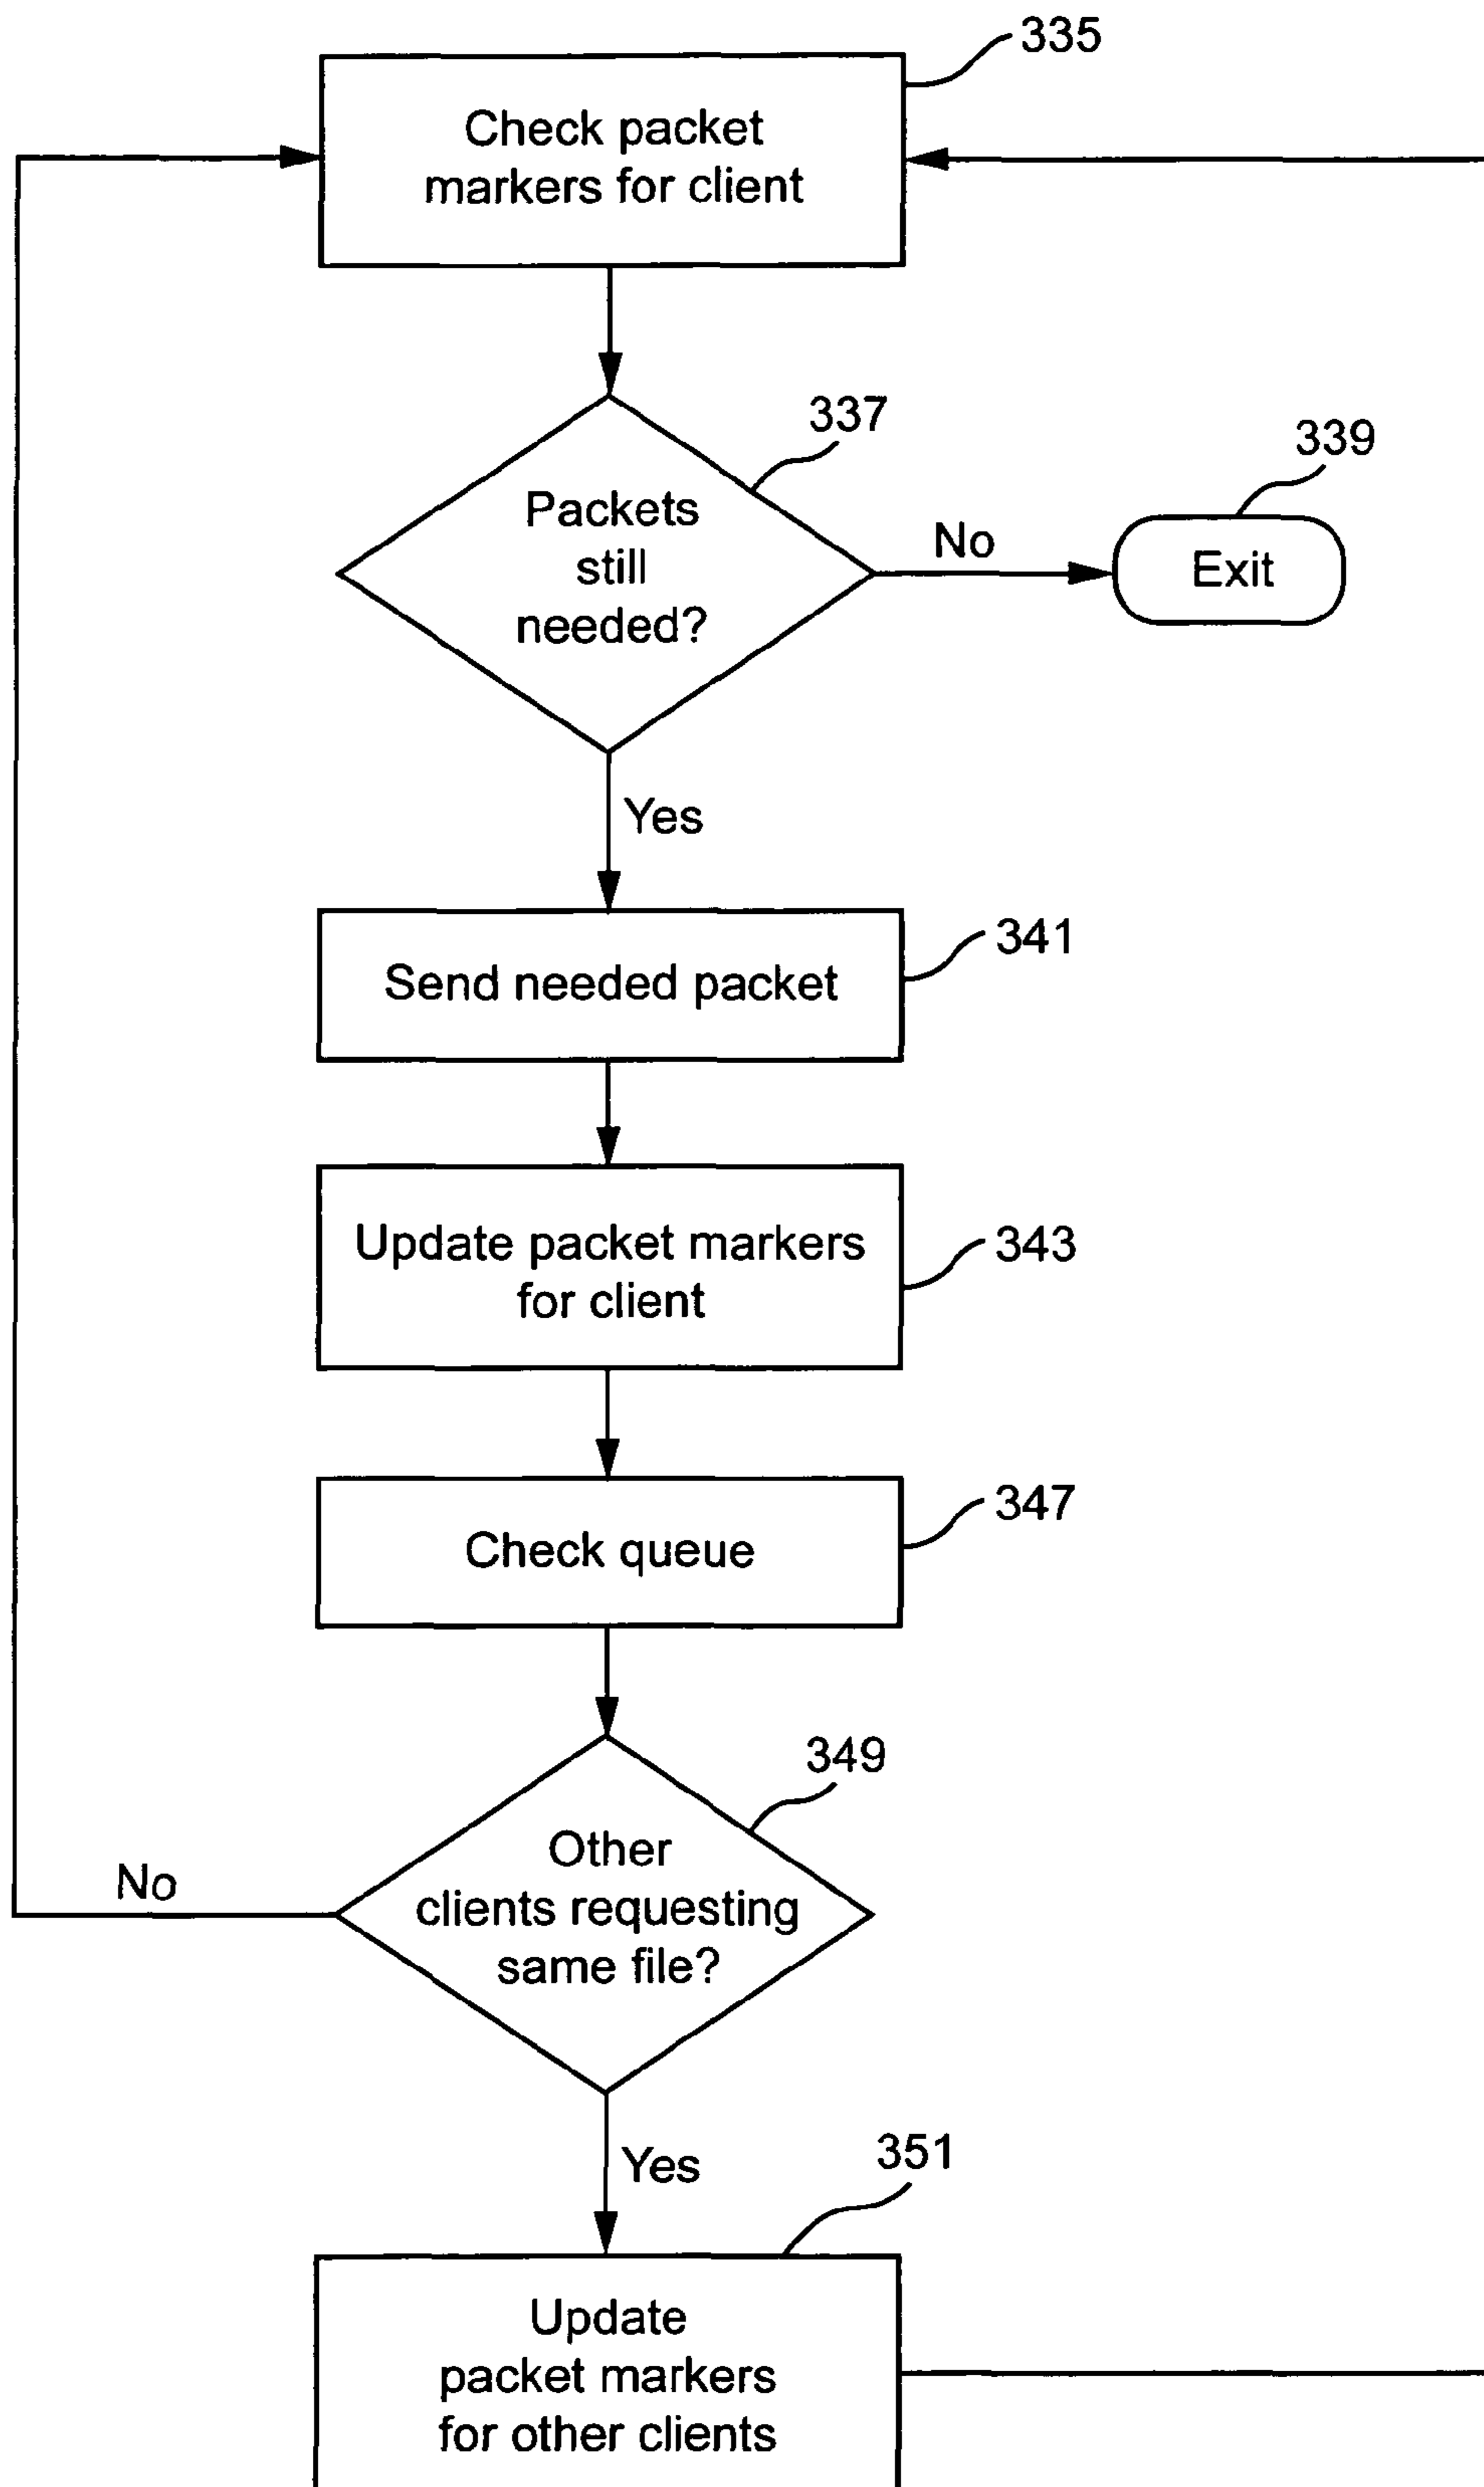 335
Check packet
markers for client
337
Packets
still
needed?
339
No
Exit
Yes
341
Send needed packet
343
Update packet markers
for client
347
Check queue
349
Other
clients requesting
same file?
No
Yes
351
Update
packet markers
for other clients